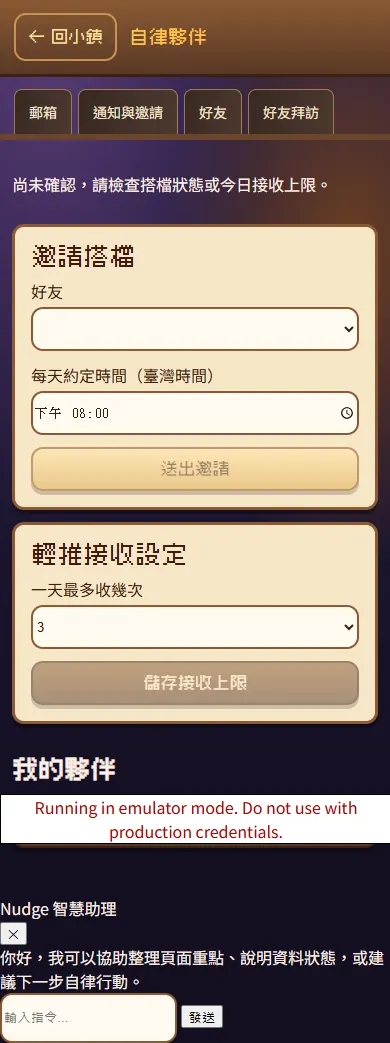 ← 回小鎮 自律夥伴
郵箱 通知與邀請 好友 好友拜訪
尚未確認，請檢查搭檔狀態或今日接收上限。
邀請搭檔
好友
每天約定時間（臺灣時間）
下午 08:00
送出邀請
輕推接收設定
一天最多收幾次
3
儲存接收上限
我的夥伴
Running in emulator mode. Do not use with
production credentials.
Nudge 智慧助理
×
你好，我可以協助整理頁面重點、說明資料狀態，或建
議下一步自律行動。
輸入指令... 發送